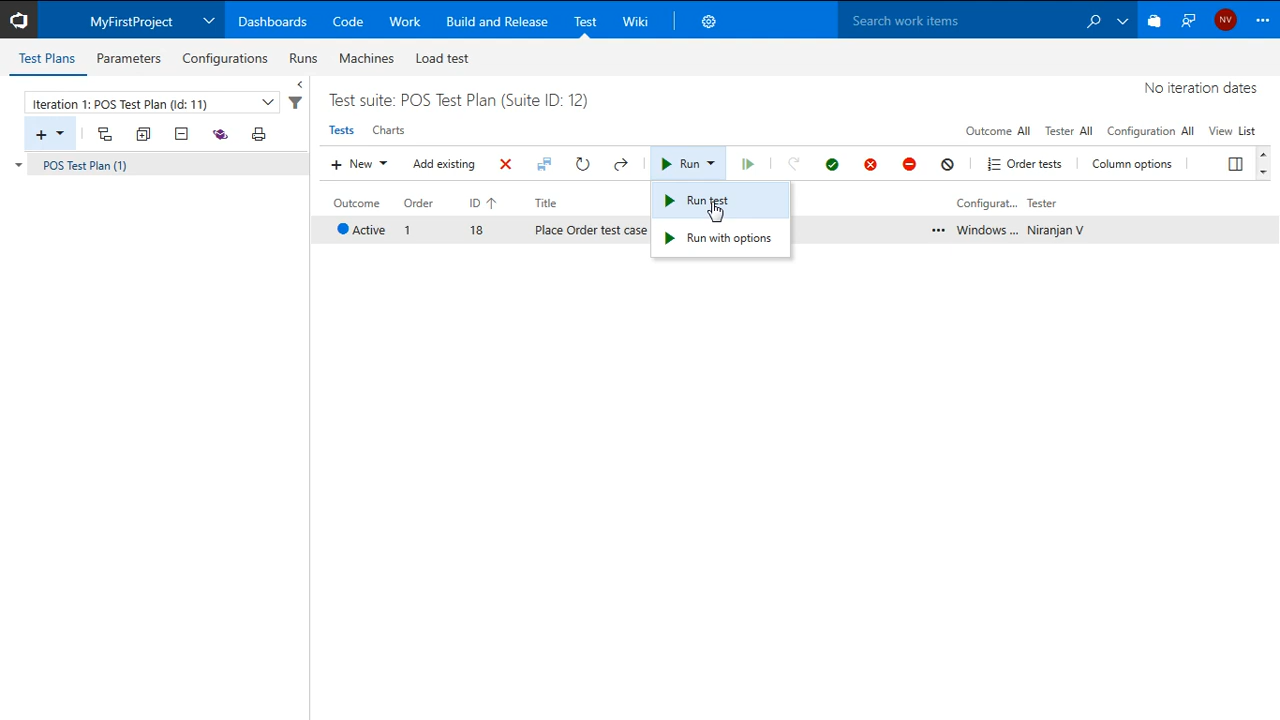 MyFirstProject Dashboards Code Work Build and Release Test Wiki Search work items NV
Test Plans Parameters Configurations Runs Machines Load test
No iteration dates
Iteration 1: POS Test Plan (Id: 11)
Test suite: POS Test Plan (Suite ID: 12)
Tests Charts Outcome All Tester All Configuration All View List
POS Test Plan (1)
New Add existing Run Order tests Column options
Run test
Run with options
Outcome Order ID Title Configurat... Tester
Active 1 18 Place Order test case Windows ... Niranjan V